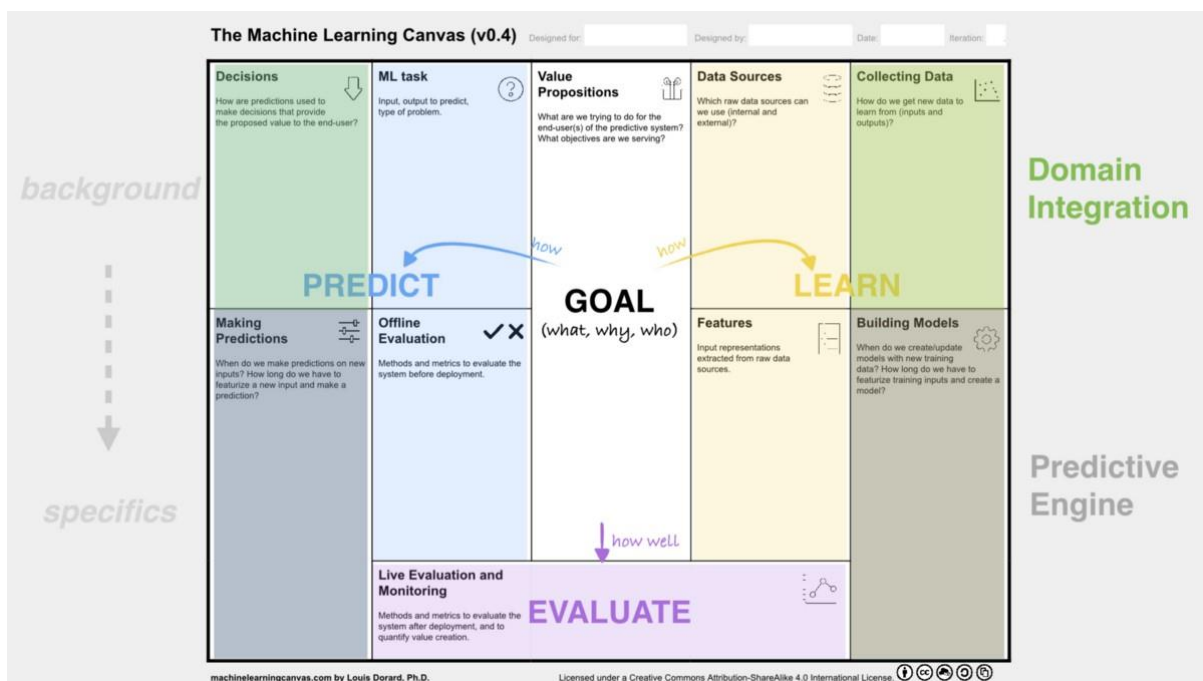 The Machine Learning Canvas (v0.4)
Designed for:
Designed by:
Date:
Iteration:
Decisions
How are predictions used to
make decisions that provide
the proposed value to the end-user?
ML task
Input, output to predict,
type of problem.
Value
Propositions
What are we trying to do for the
end-user(s) of the predictive system?
What objectives are we serving?
Data Sources
Which raw data sources can
we use (internal and
external)?
Collecting Data
How do we get new data to
learn from (inputs and
outputs)?
background
Domain
Integration
how
how
PREDICT
LEARN
GOAL
(what, why, who)
Making
Predictions
When do we make predictions on new
inputs? How long do we have to
featurize a new input and make a
prediction?
Offline
Evaluation
Methods and metrics to evaluate the
system before deployment.
Features
Input representations
extracted from raw data
sources.
Building Models
When do we create/update
models with new training
data? How long do we have to
featurize training inputs and create a
model?
specifics
Predictive
Engine
how well
Live Evaluation and
Monitoring
Methods and metrics to evaluate the
system after deployment, and to
quantify value creation.
EVALUATE
machinelearningcanvas.com by Louis Dorard, Ph.D.
Licensed under a Creative Commons Attribution-ShareAlike 4.0 International License.